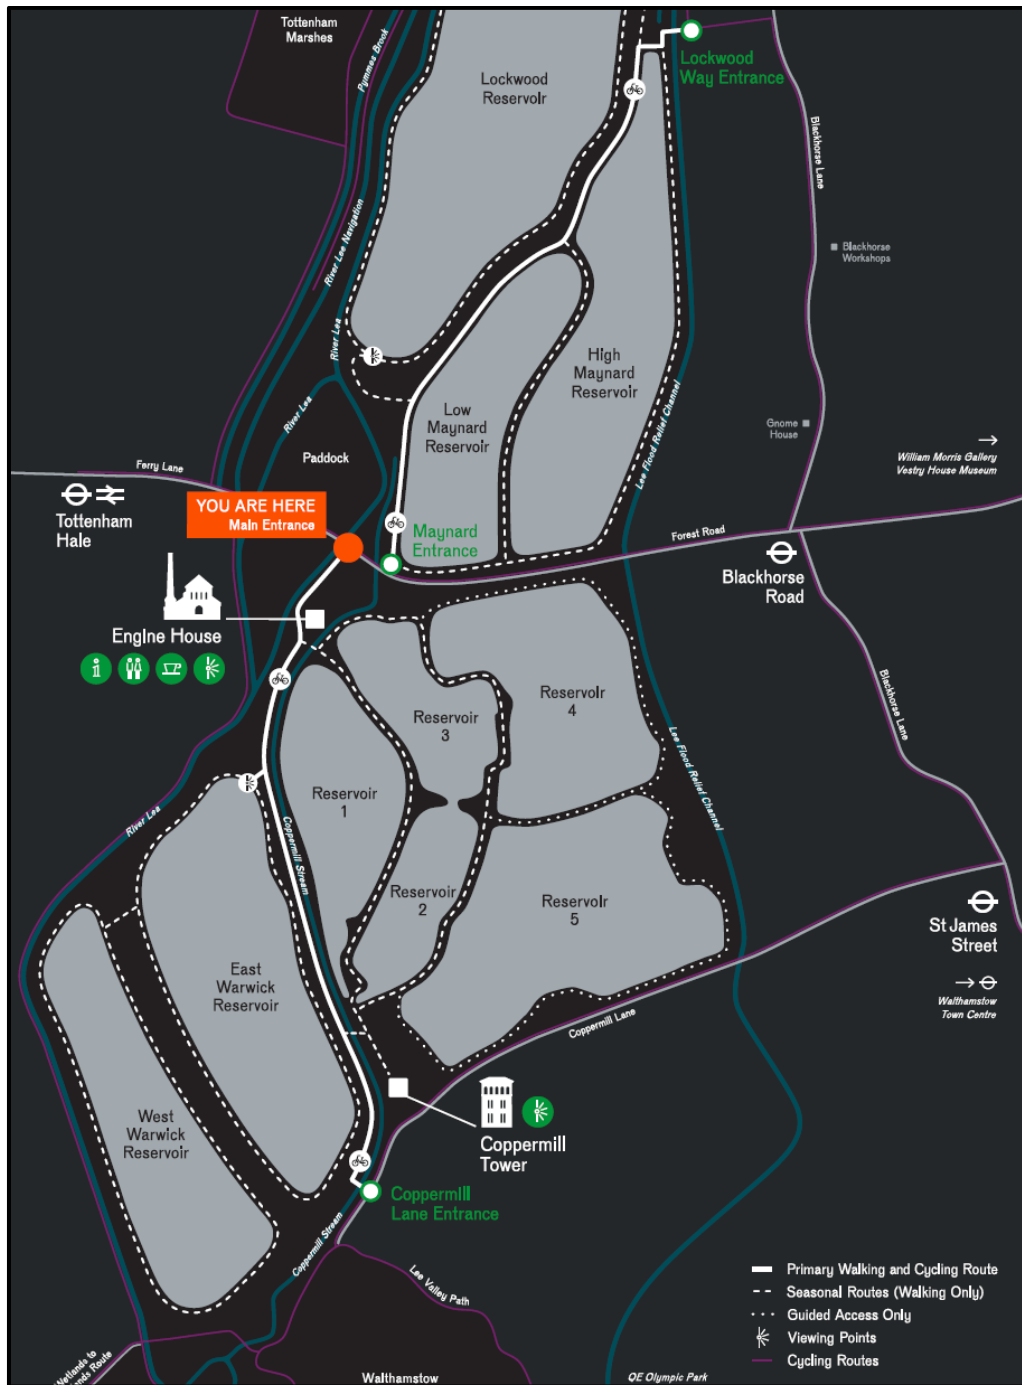 Tottenham
Marshes
Pymmes Brook
Lockwood
Reservoir
Lockwood
Way Entrance
Blackhorse Lane
River Lee Navigation
Blackhorse
Workshops
River Lea
High
Maynard
Reservoir
River Lea
Low
Maynard
Reservoir
Lee Flood Relief Channel
Gnome
House
→
William Morris Gallery
Vestry House Museum
Paddock
Ferry Lane
Tottenham
Hale
YOU ARE HERE
Main Entrance
Maynard
Entrance
Forest Road
Blackhorse
Road
Engine House
Reservoir
4
Reservoir
3
Blackhorse Lane
Lee Flood Relief Channel
Reservoir
1
River Lea
Coppermill Stream
Reservoir
2
Reservoir
5
St James
Street
East
Warwick
Reservoir
→
Walthamstow
Town Centre
Coppermill Lane
West
Warwick
Reservoir
Coppermill
Tower
Coppermill
Lane Entrance
Coppermill Stream
Lee Valley Path
Primary Walking and Cycling Route
Seasonal Routes (Walking Only)
Guided Access Only
Viewing Points
Cycling Routes
Wetlands to
Route
Walthamstow
QE Olympic Park